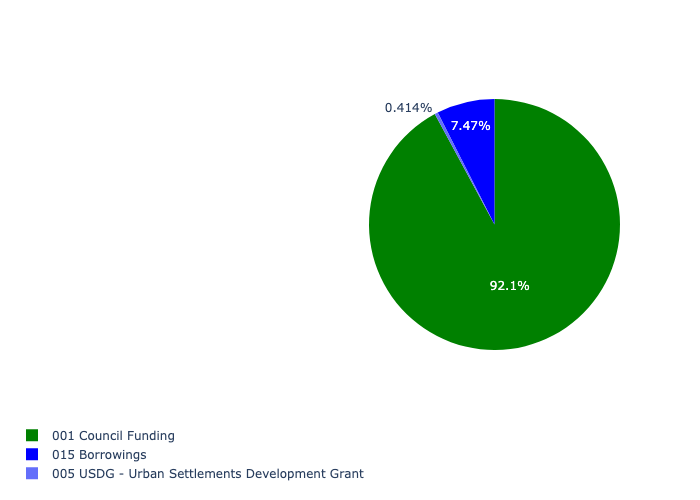 0.414%
7.47%
92.1%
001 Council Funding
015 Borrowings
005 USDG - Urban Settlements Development Grant